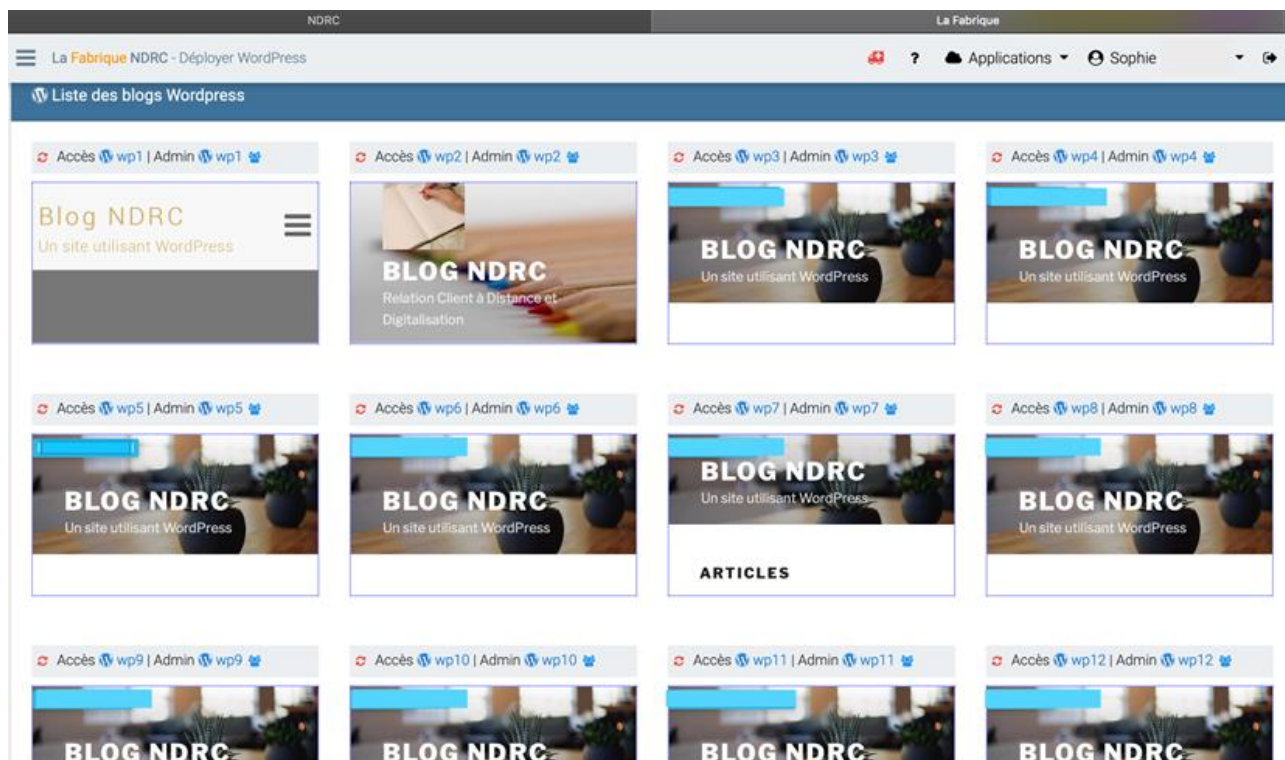 NDRC La Fabrique
La Fabrique NDRC - Déployer WordPress ? Applications Sophie
Liste des blogs Wordpress
Accès wp1 | Admin wp1 Accès wp2 | Admin wp2 Accès wp3 | Admin wp3 Accès wp4 | Admin wp4
Blog NDRC
Un site utilisant WordPress
BLOG NDRC
Relation Client à Distance et
Digitalisation
BLOG NDRC
Un site utilisant WordPress
BLOG NDRC
Un site utilisant WordPress
Accès wp5 | Admin wp5 Accès wp6 | Admin wp6 Accès wp7 | Admin wp7 Accès wp8 | Admin wp8
BLOG NDRC
Un site utilisant WordPress
BLOG NDRC
Un site utilisant WordPress
BLOG NDRC
Un site utilisant WordPress
ARTICLES
BLOG NDRC
Un site utilisant WordPress
Accès wp9 | Admin wp9 Accès wp10 | Admin wp10 Accès wp11 | Admin wp11 Accès wp12 | Admin wp12
BLOG NDRC BLOG NDRC BLOG NDRC BLOG NDRC